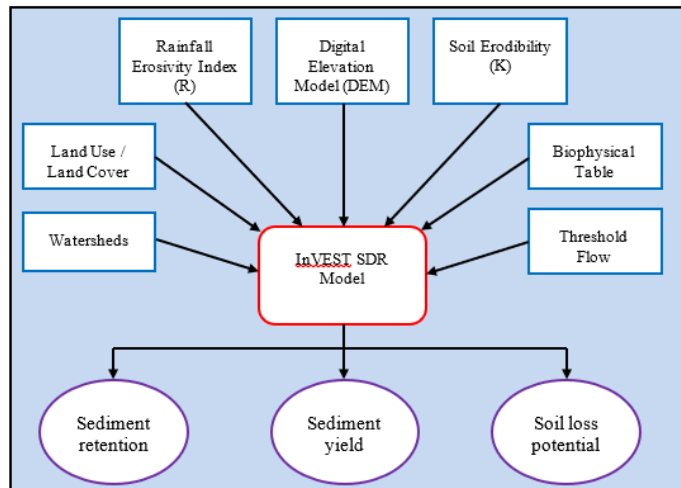 Rainfall
Erosivity Index
(R)
Digital
Elevation
Model (DEM)
Soil Erodibility
(K)
Land Use /
Land Cover
Biophysical
Table
Watersheds
InVEST SDR
Model
Threshold
Flow
Sediment
retention
Sediment
yield
Soil loss
potential